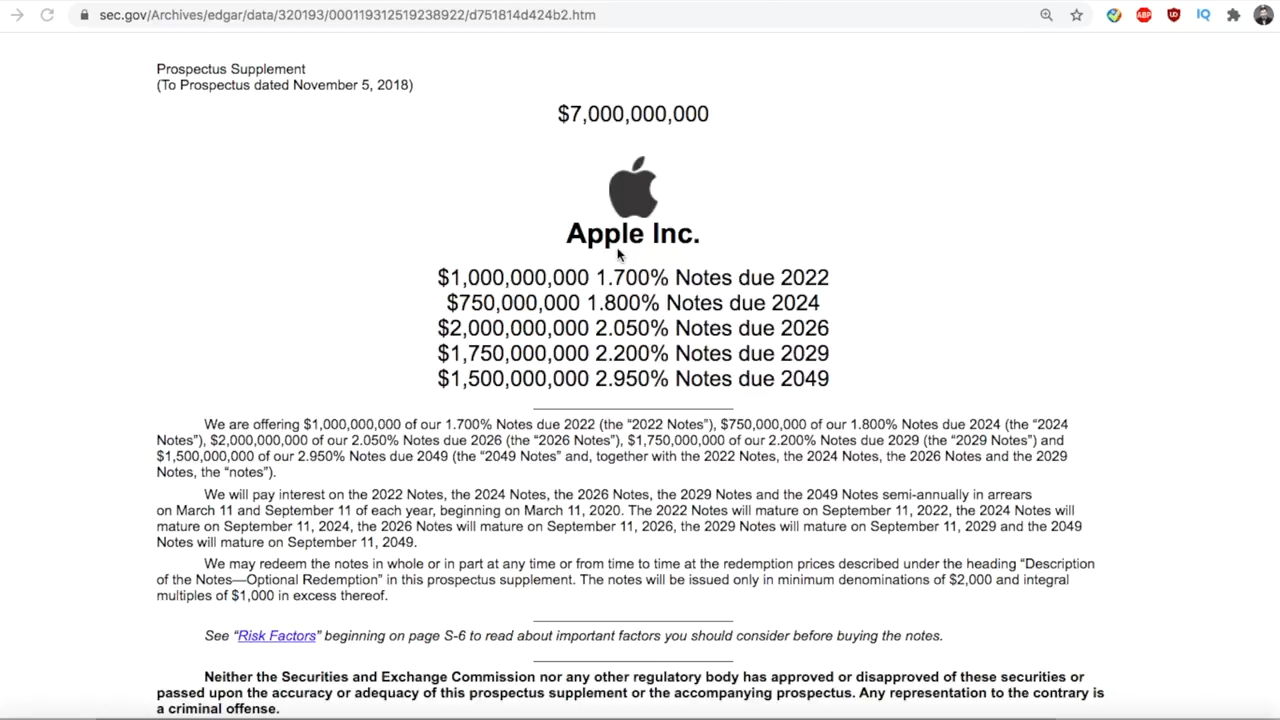 sec.gov/Archives/edgar/data/320193/000119312519238922/d751814d424b2.htm
ABP
IQ
Prospectus Supplement
(To Prospectus dated November 5, 2018)
$7,000,000,000
Apple Inc.
$1,000,000,000 1.700% Notes due 2022
$750,000,000 1.800% Notes due 2024
$2,000,000,000 2.050% Notes due 2026
$1,750,000,000 2.200% Notes due 2029
$1,500,000,000 2.950% Notes due 2049
We are offering $1,000,000,000 of our 1.700% Notes due 2022 (the “2022 Notes”), $750,000,000 of our 1.800% Notes due 2024 (the “2024
Notes”), $2,000,000,000 of our 2.050% Notes due 2026 (the “2026 Notes”), $1,750,000,000 of our 2.200% Notes due 2029 (the “2029 Notes”) and
$1,500,000,000 of our 2.950% Notes due 2049 (the “2049 Notes” and, together with the 2022 Notes, the 2024 Notes, the 2026 Notes and the 2029
Notes, the “notes”).
We will pay interest on the 2022 Notes, the 2024 Notes, the 2026 Notes, the 2029 Notes and the 2049 Notes semi-annually in arrears
on March 11 and September 11 of each year, beginning on March 11, 2020. The 2022 Notes will mature on September 11, 2022, the 2024 Notes will
mature on September 11, 2024, the 2026 Notes will mature on September 11, 2026, the 2029 Notes will mature on September 11, 2029 and the 2049
Notes will mature on September 11, 2049.
We may redeem the notes in whole or in part at any time or from time to time at the redemption prices described under the heading “Description
of the Notes—Optional Redemption” in this prospectus supplement. The notes will be issued only in minimum denominations of $2,000 and integral
multiples of $1,000 in excess thereof.
See “Risk Factors” beginning on page S-6 to read about important factors you should consider before buying the notes.
Neither the Securities and Exchange Commission nor any other regulatory body has approved or disapproved of these securities or
passed upon the accuracy or adequacy of this prospectus supplement or the accompanying prospectus. Any representation to the contrary is
a criminal offense.